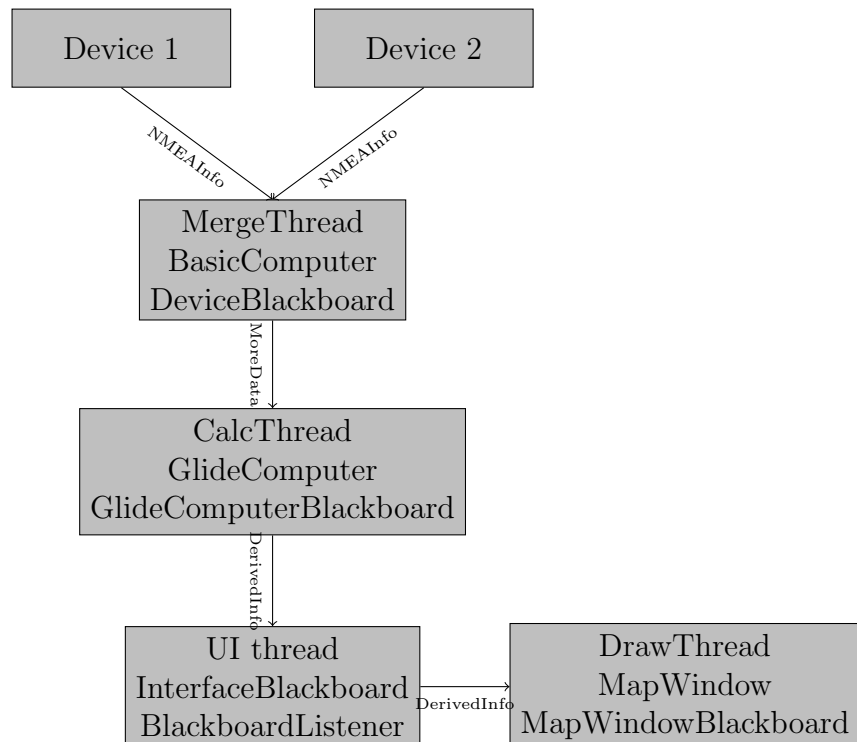 Device 1
Device 2
NMEAInfo
NMEAInfo
MergeThread
BasicComputer
DeviceBlackboard
MoreData
CalcThread
GlideComputer
GlideComputerBlackboard
DerivedInfo
UI thread
InterfaceBlackboard
BlackboardListener
DerivedInfo
DrawThread
MapWindow
MapWindowBlackboard